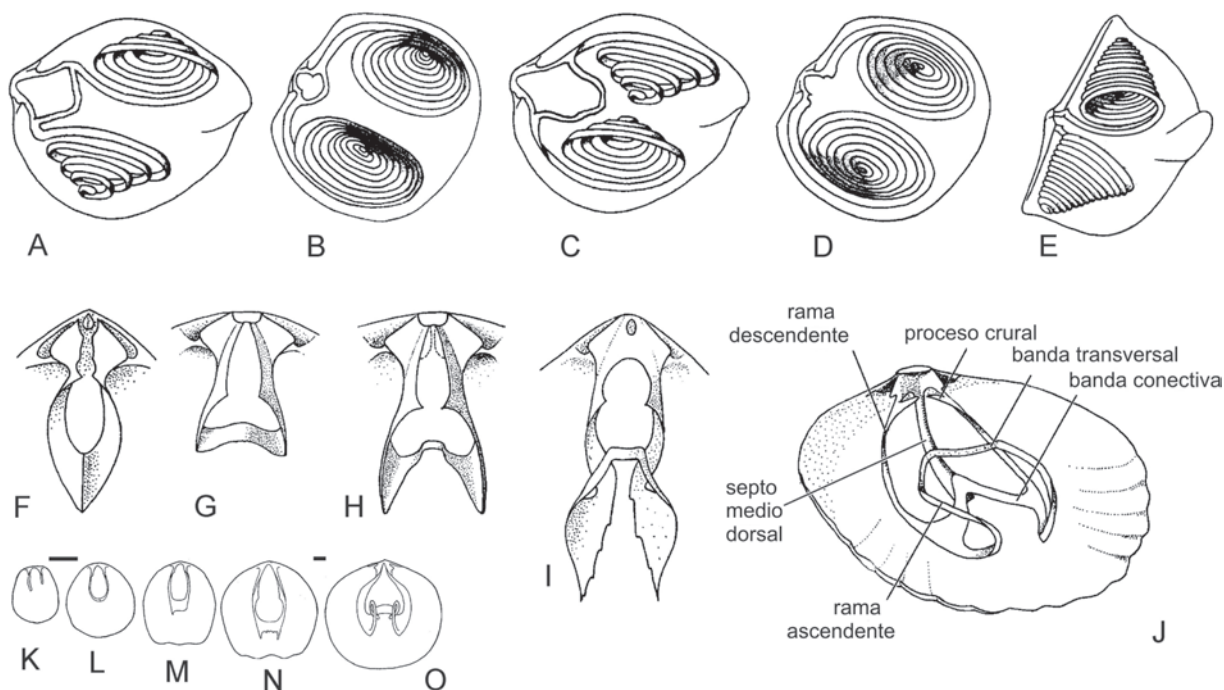 A
B
C
D
E
F
G
H
I
rama
descendente
proceso crural
banda transversal
banda conectiva
septo
medio
dorsal
rama
ascendente
J
K
L
M
N
O